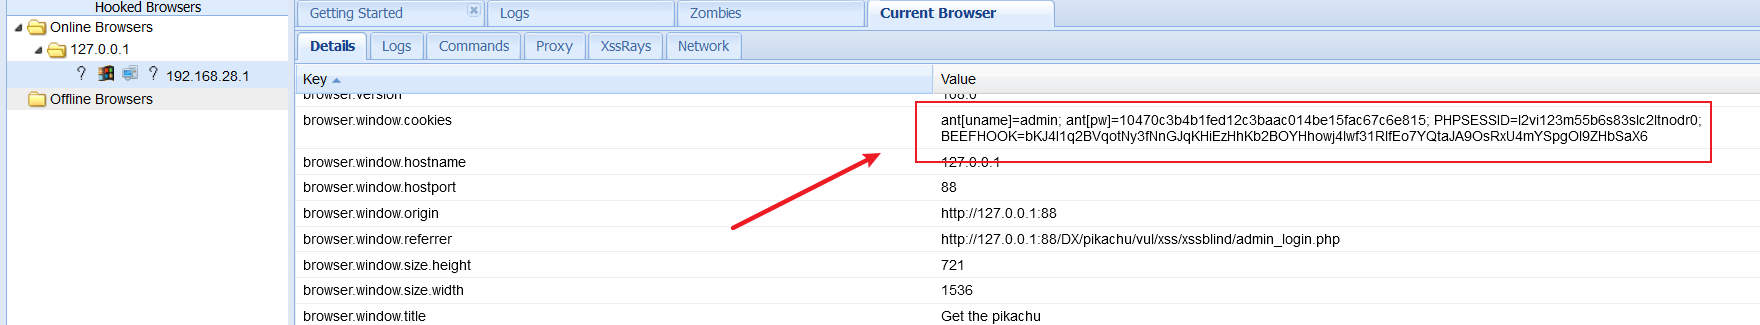 Hooked Browsers
Online Browsers
127.0.0.1
? ? 192.168.28.1
Offline Browsers
Getting Started
Logs
Zombies
Current Browser
Details
Logs
Commands
Proxy
XssRays
Network
Key
Value
browser.version
108.0
browser.window.cookies
ant[uname]=admin; ant[pw]=10470c3b4b1fed12c3baac014be15fac67c6e815; PHPSESSID=l2vi123m55b6s83slc2ltnodr0;
BEEFHOOK=bKJ4l1q2BVqotNy3fNnGJqKHiEzHhKb2BOYHhowj4lwf31RlfEo7YQtaJA9OsRxU4mYSpgOl9ZHbSaX6
browser.window.hostname
127.0.0.1
browser.window.hostport
88
browser.window.origin
http://127.0.0.1:88
browser.window.referrer
http://127.0.0.1:88/DX/pikachu/vul/xss/xssblind/admin_login.php
browser.window.size.height
721
browser.window.size.width
1536
browser.window.title
Get the pikachu